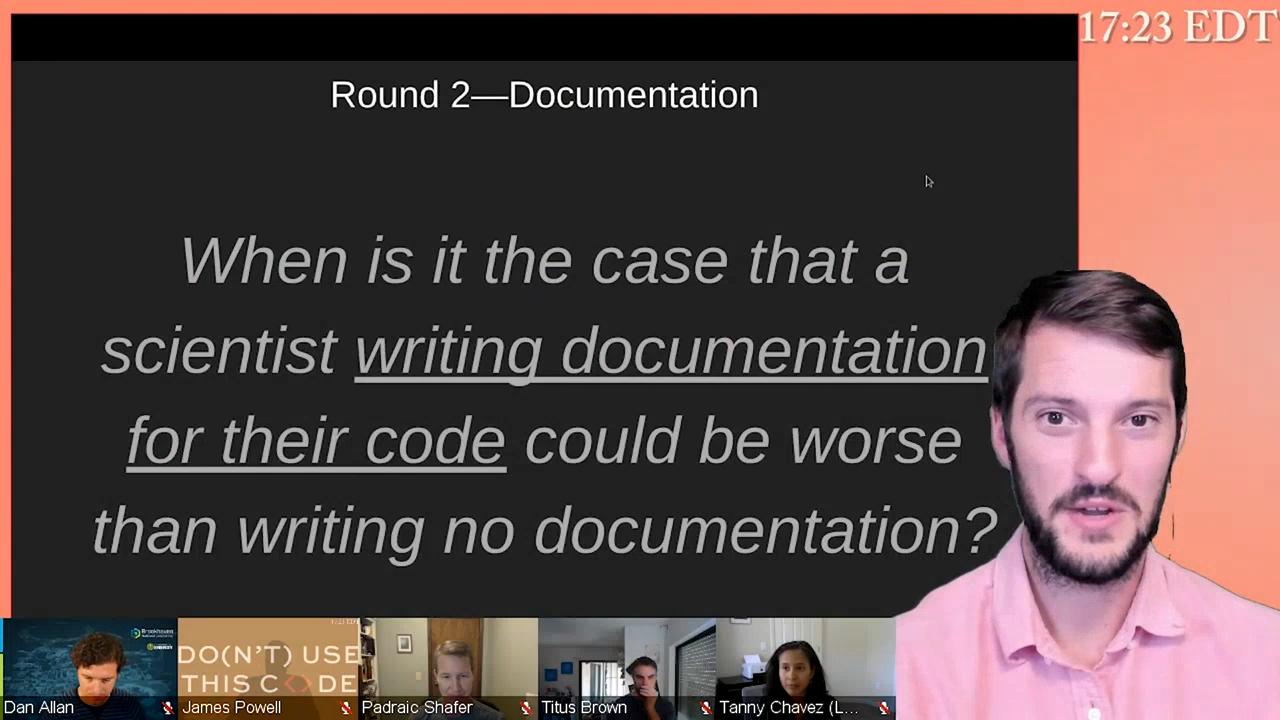 17:23 EDT
Round 2—Documentation
When is it the case that a
scientist writing documentation
for their code could be worse
than writing no documentation?
Brookhaven
DO(N'T) USE
THIS C<>DE
Dan Allan
James Powell
Padraic Shafer
Titus Brown
Tanny Chavez (L...